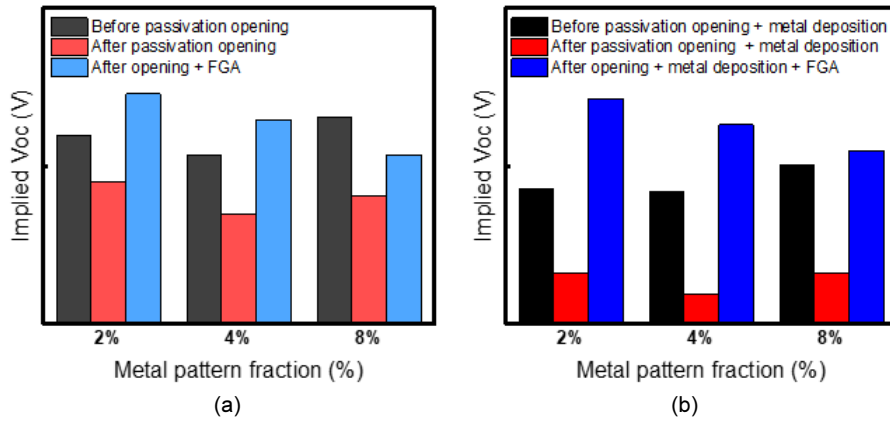 Before passivation opening
After passivation opening
After opening + FGA
Implied Voc (V)
2%
4%
8%
Metal pattern fraction (%)
(a)
Before passivation opening + metal deposition
After passivation opening + metal deposition
After opening + metal deposition + FGA
Implied Voc (V)
2%
4%
8%
Metal pattern fraction (%)
(b)